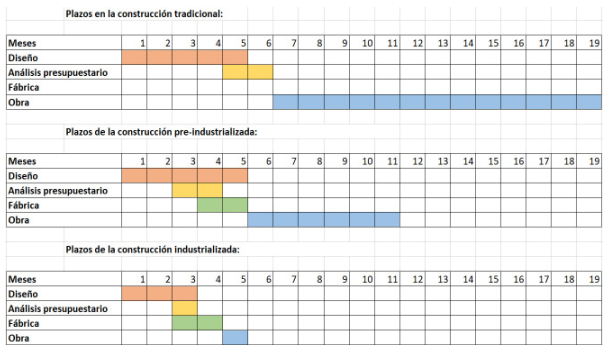 Plazos en la construcción tradicional:
Meses 1 2 3 4 5 6 7 8 9 10 11 12 13 14 15 16 17 18 19
Diseño
Análisis presupuestario
Fábrica
Obra
Plazos de la construcción pre-industrializada:
Meses 1 2 3 4 5 6 7 8 9 10 11 12 13 14 15 16 17 18 19
Diseño
Análisis presupuestario
Fábrica
Obra
Plazos de la construcción industrializada:
Meses 1 2 3 4 5 6 7 8 9 10 11 12 13 14 15 16 17 18 19
Diseño
Análisis presupuestario
Fábrica
Obra